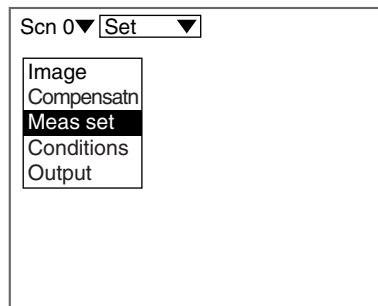 Scn 0▼ Set ▼
Image
Compensatn
Meas set
Conditions
Output